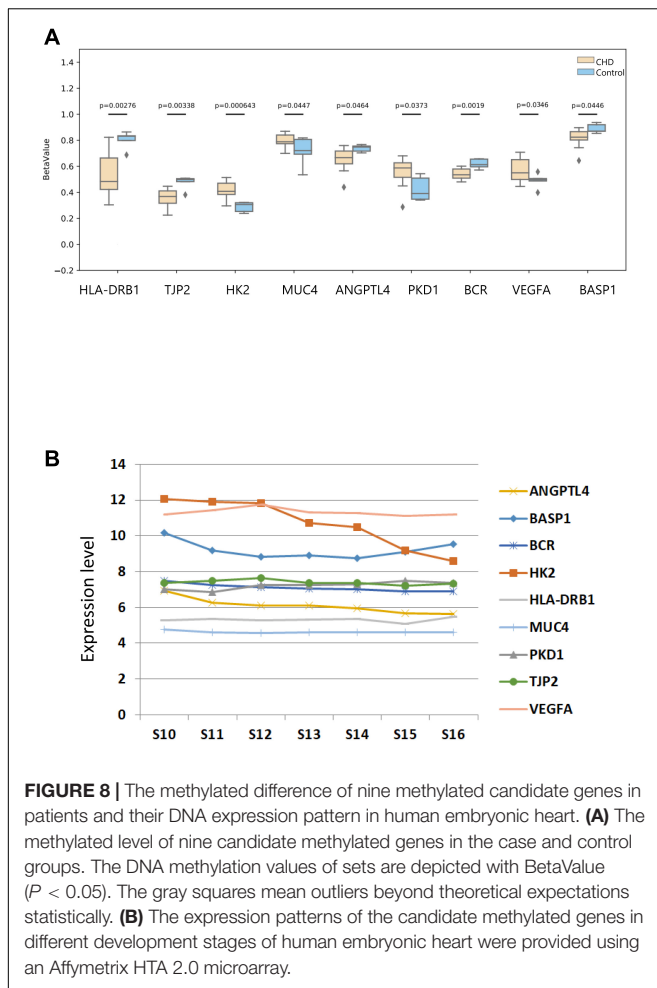 A
1.4
1.2
1.0
0.8
0.6
0.4
0.2
0.0
−0.2
BetaValue
CHD
Control
p=0.00276 p=0.00338 p=0.000643 p=0.0447 p=0.0464 p=0.0373 p=0.0019 p=0.0346 p=0.0446
HLA-DRB1 TJP2 HK2 MUC4 ANGPTL4 PKD1 BCR VEGFA BASP1
B
14
12
10
8
6
4
2
0
Expression level
S10 S11 S12 S13 S14 S15 S16
ANGPTL4
BASP1
BCR
HK2
HLA-DRB1
MUC4
PKD1
TJP2
VEGFA
FIGURE 8 | The methylated difference of nine methylated candidate genes in
patients and their DNA expression pattern in human embryonic heart. (A) The
methylated level of nine candidate methylated genes in the case and control
groups. The DNA methylation values of sets are depicted with BetaValue
(P < 0.05). The gray squares mean outliers beyond theoretical expectations
statistically. (B) The expression patterns of the candidate methylated genes in
different development stages of human embryonic heart were provided using
an Affymetrix HTA 2.0 microarray.